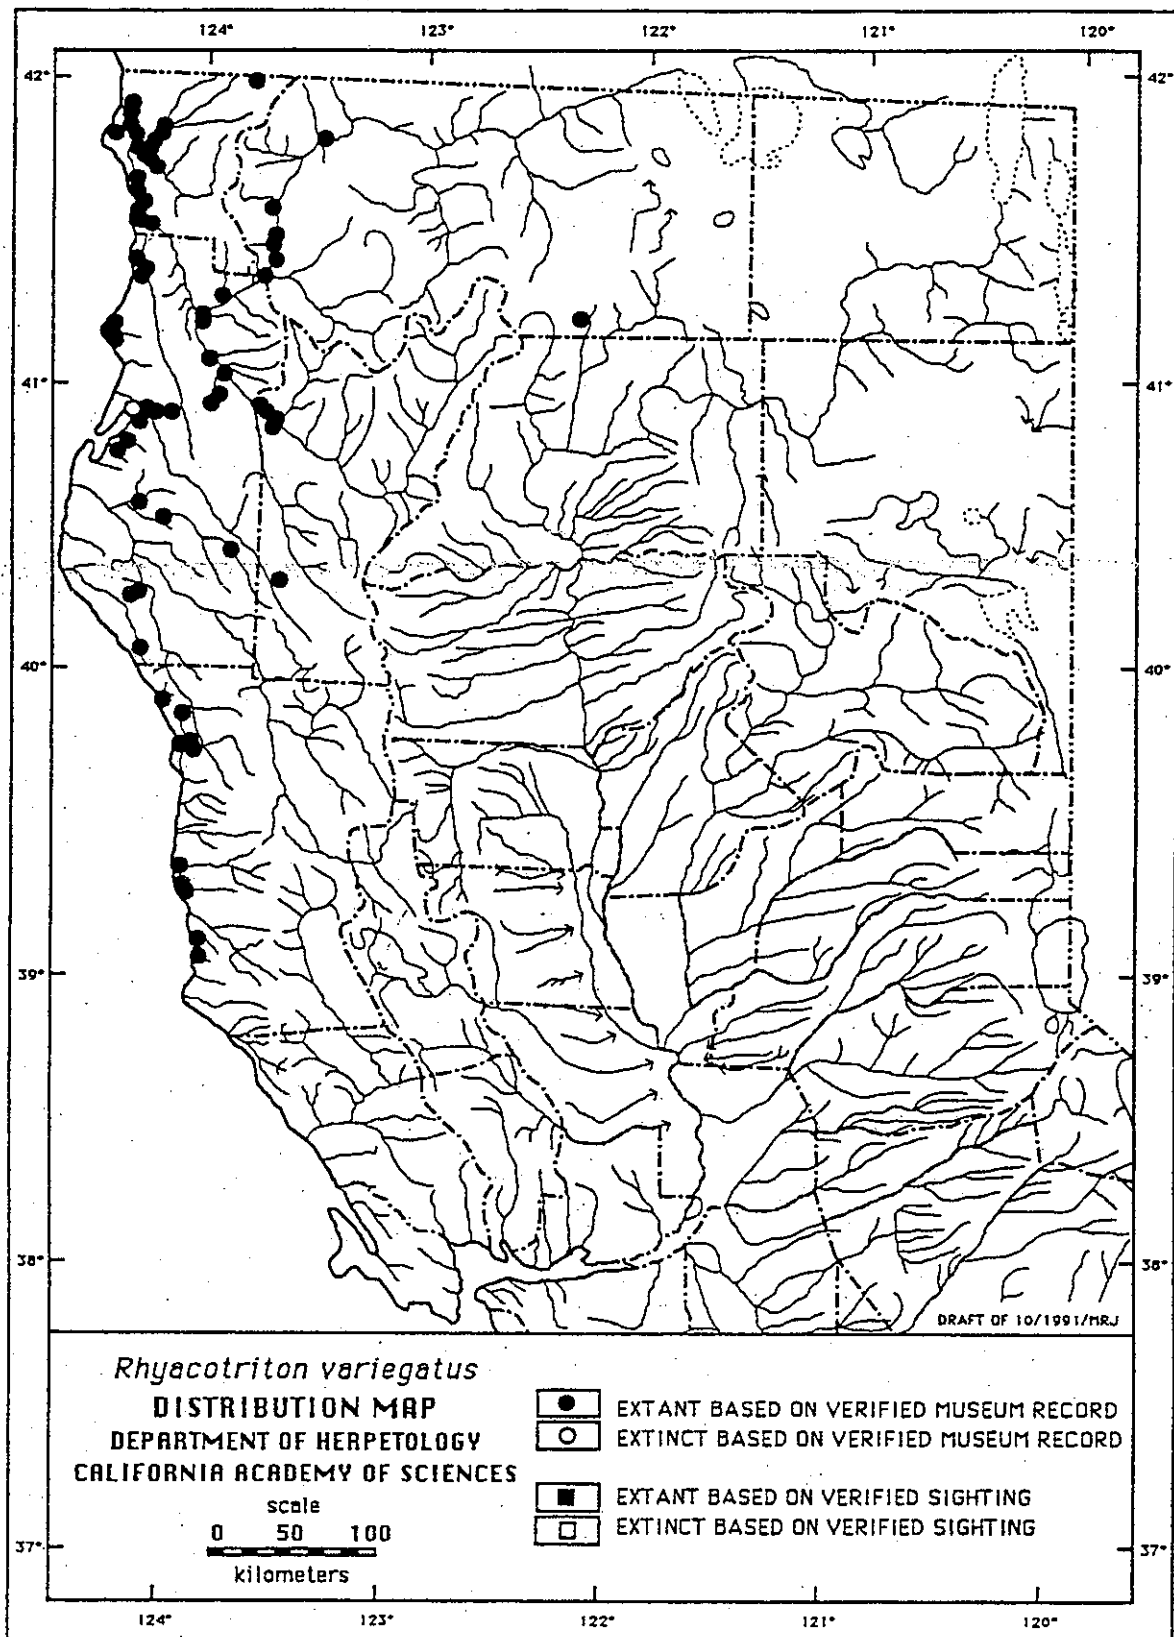 124° 123° 122° 121° 120°
42° 42°
41° 41°
40° 40°
39° 39°
38° 38°
DRAFT OF 10/1991/MRJ
Rhyacotriton variegatus
DISTRIBUTION MAP
DEPARTMENT OF HERPETOLOGY
CALIFORNIA ACADEMY OF SCIENCES
scale
0 50 100
kilometers
EXTANT BASED ON VERIFIED MUSEUM RECORD
EXTINCT BASED ON VERIFIED MUSEUM RECORD
EXTANT BASED ON VERIFIED SIGHTING
EXTINCT BASED ON VERIFIED SIGHTING
37° 37°
124° 123° 122° 121° 120°